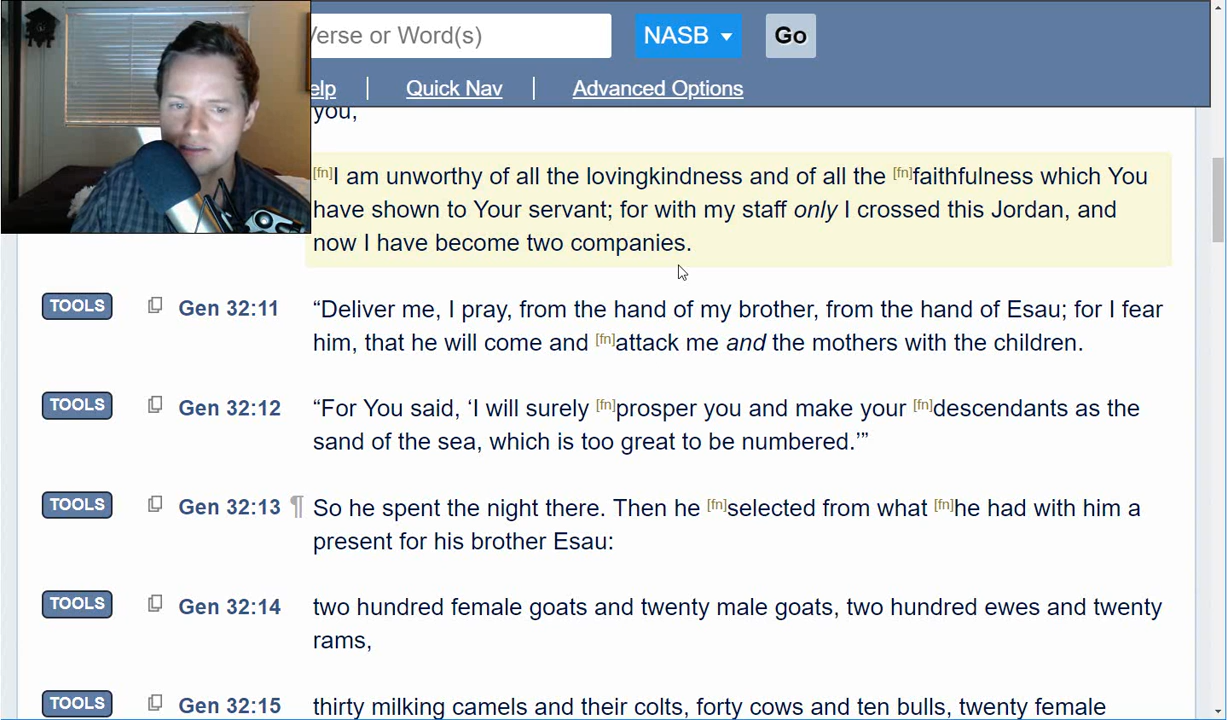 Verse or Word(s) NASB Go
elp | Quick Nav | Advanced Options
you,
[fn]I am unworthy of all the lovingkindness and of all the [fn]faithfulness which You
have shown to Your servant; for with my staff only I crossed this Jordan, and
now I have become two companies.
TOOLS Gen 32:11 “Deliver me, I pray, from the hand of my brother, from the hand of Esau; for I fear
him, that he will come and [fn]attack me and the mothers with the children.
TOOLS Gen 32:12 “For You said, ‘I will surely [fn]prosper you and make your [fn]descendants as the
sand of the sea, which is too great to be numbered.’”
TOOLS Gen 32:13 ¶ So he spent the night there. Then he [fn]selected from what [fn]he had with him a
present for his brother Esau:
TOOLS Gen 32:14 two hundred female goats and twenty male goats, two hundred ewes and twenty
rams,
TOOLS Gen 32:15 thirty milking camels and their colts, forty cows and ten bulls, twenty female